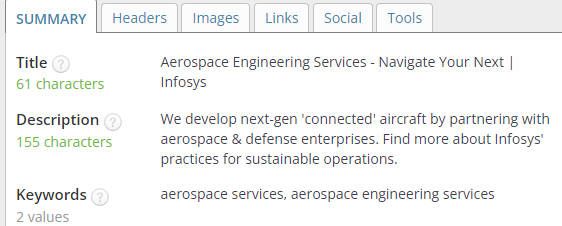 SUMMARY Headers Images Links Social Tools
Title ? Aerospace Engineering Services - Navigate Your Next |
61 characters Infosys
Description ? We develop next-gen 'connected' aircraft by partnering with
155 characters aerospace & defense enterprises. Find more about Infosys'
practices for sustainable operations.
Keywords ? aerospace services, aerospace engineering services
2 values